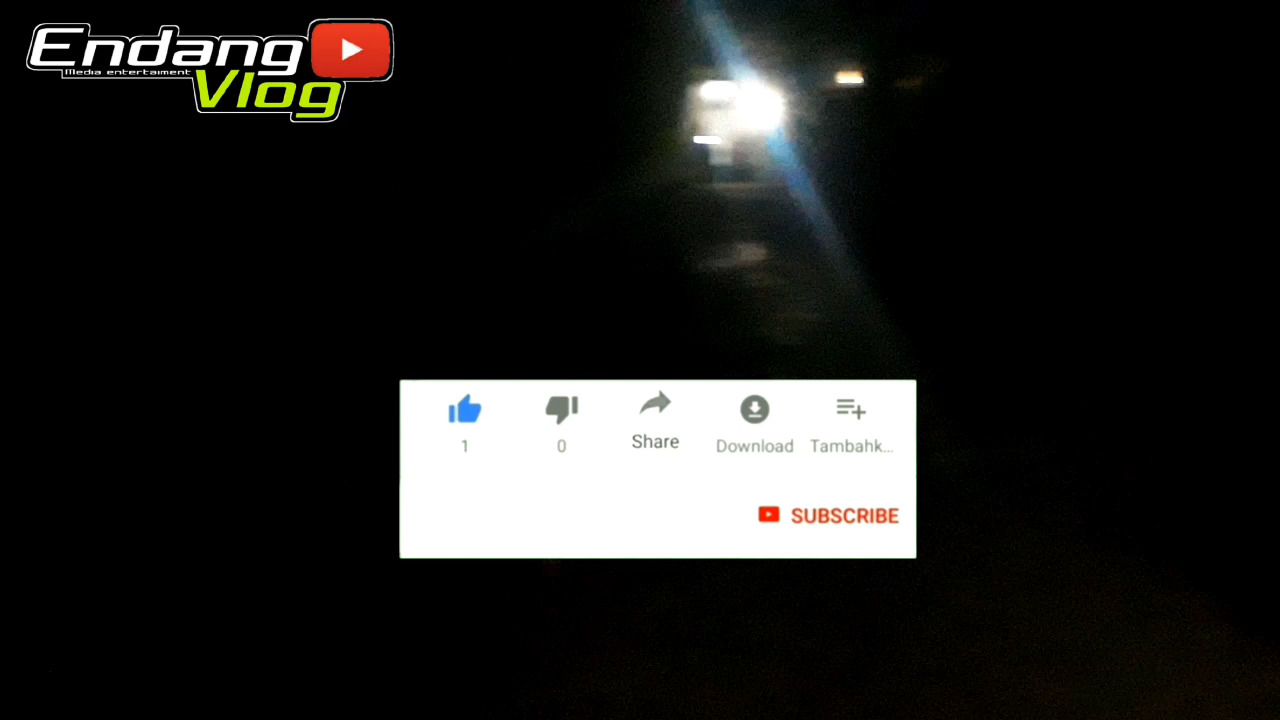 Endang
Media entertaiment
Vlog
1
0
Share
Download
Tambahk...
SUBSCRIBE